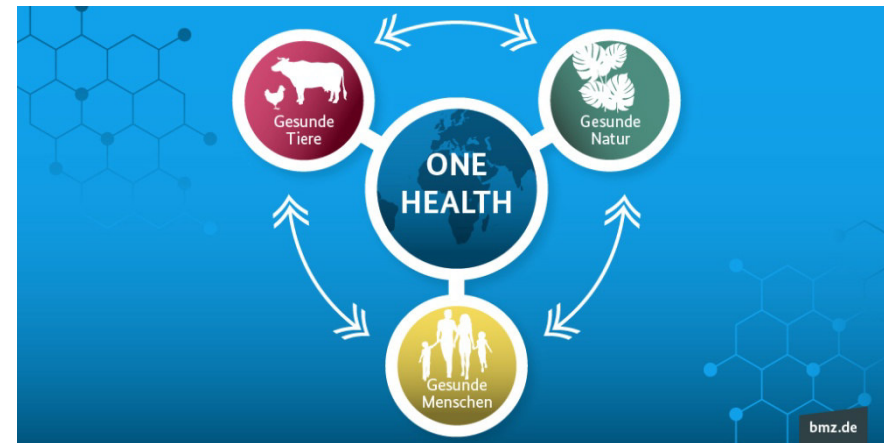 Gesunde
Tiere
Gesunde
Natur
ONE
HEALTH
Gesunde
Menschen
bmz.de